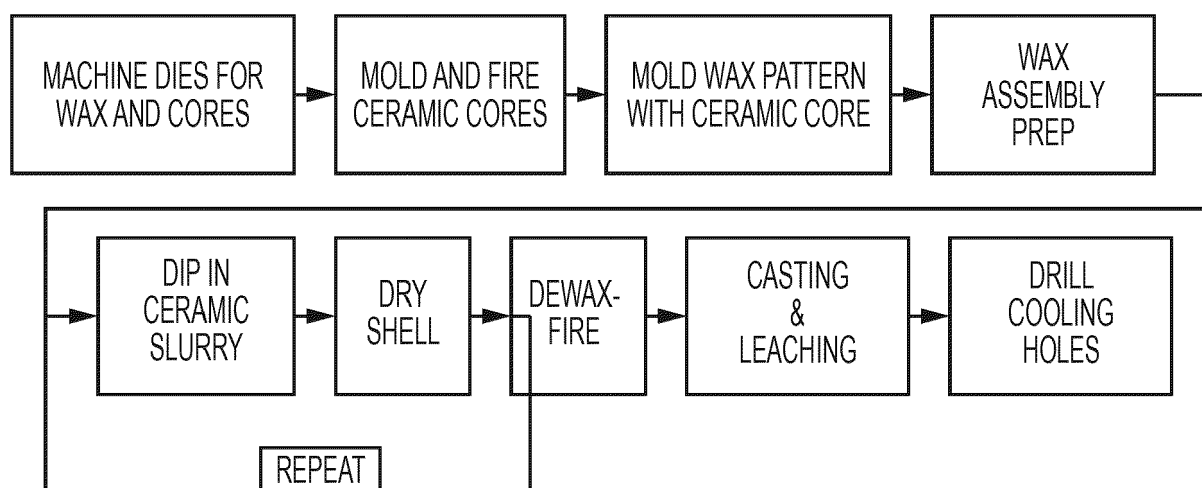 MACHINE DIES FOR
WAX AND CORES
MOLD AND FIRE
CERAMIC CORES
MOLD WAX PATTERN
WITH CERAMIC CORE
WAX
ASSEMBLY
PREP
DIP IN
CERAMIC
SLURRY
DRY
SHELL
DEWAX-
FIRE
CASTING
&
LEACHING
DRILL
COOLING
HOLES
REPEAT